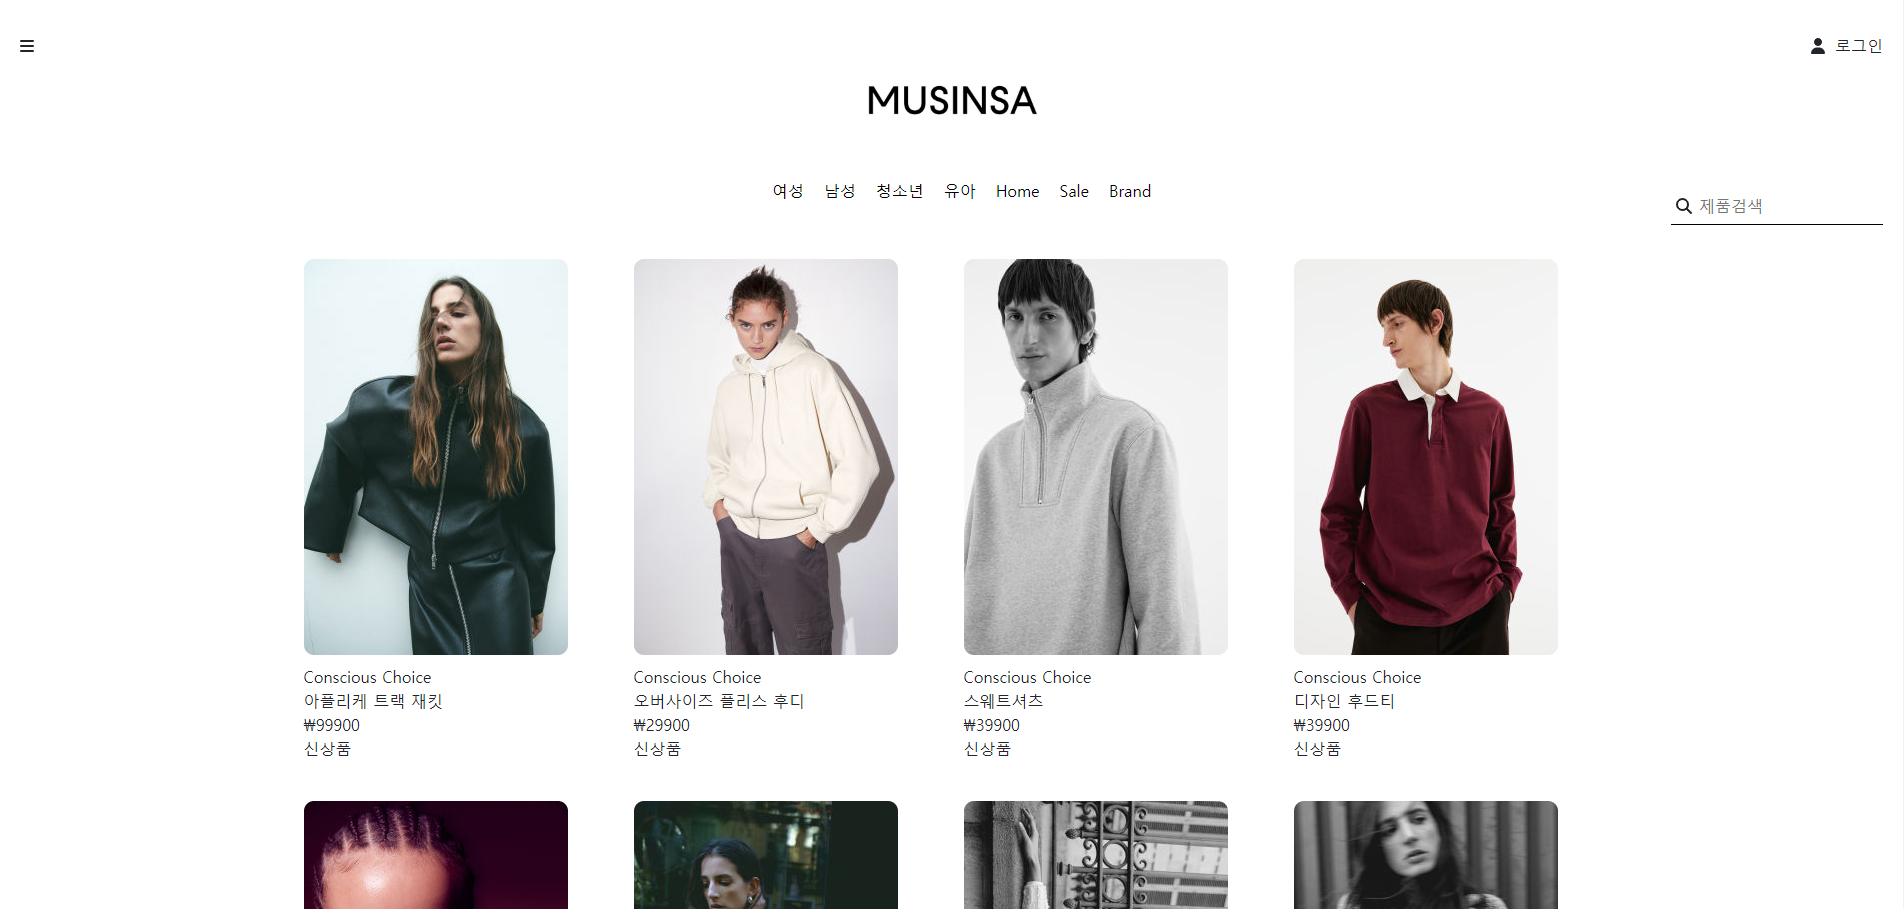 로그인
MUSINSA
여성 남성 청소년 유아 Home Sale Brand
제품검색
Conscious Choice
아플리케 트랙 재킷
₩99900
신상품
Conscious Choice
오버사이즈 플리스 후디
₩29900
신상품
Conscious Choice
스웨트셔츠
₩39900
신상품
Conscious Choice
디자인 후드티
₩39900
신상품